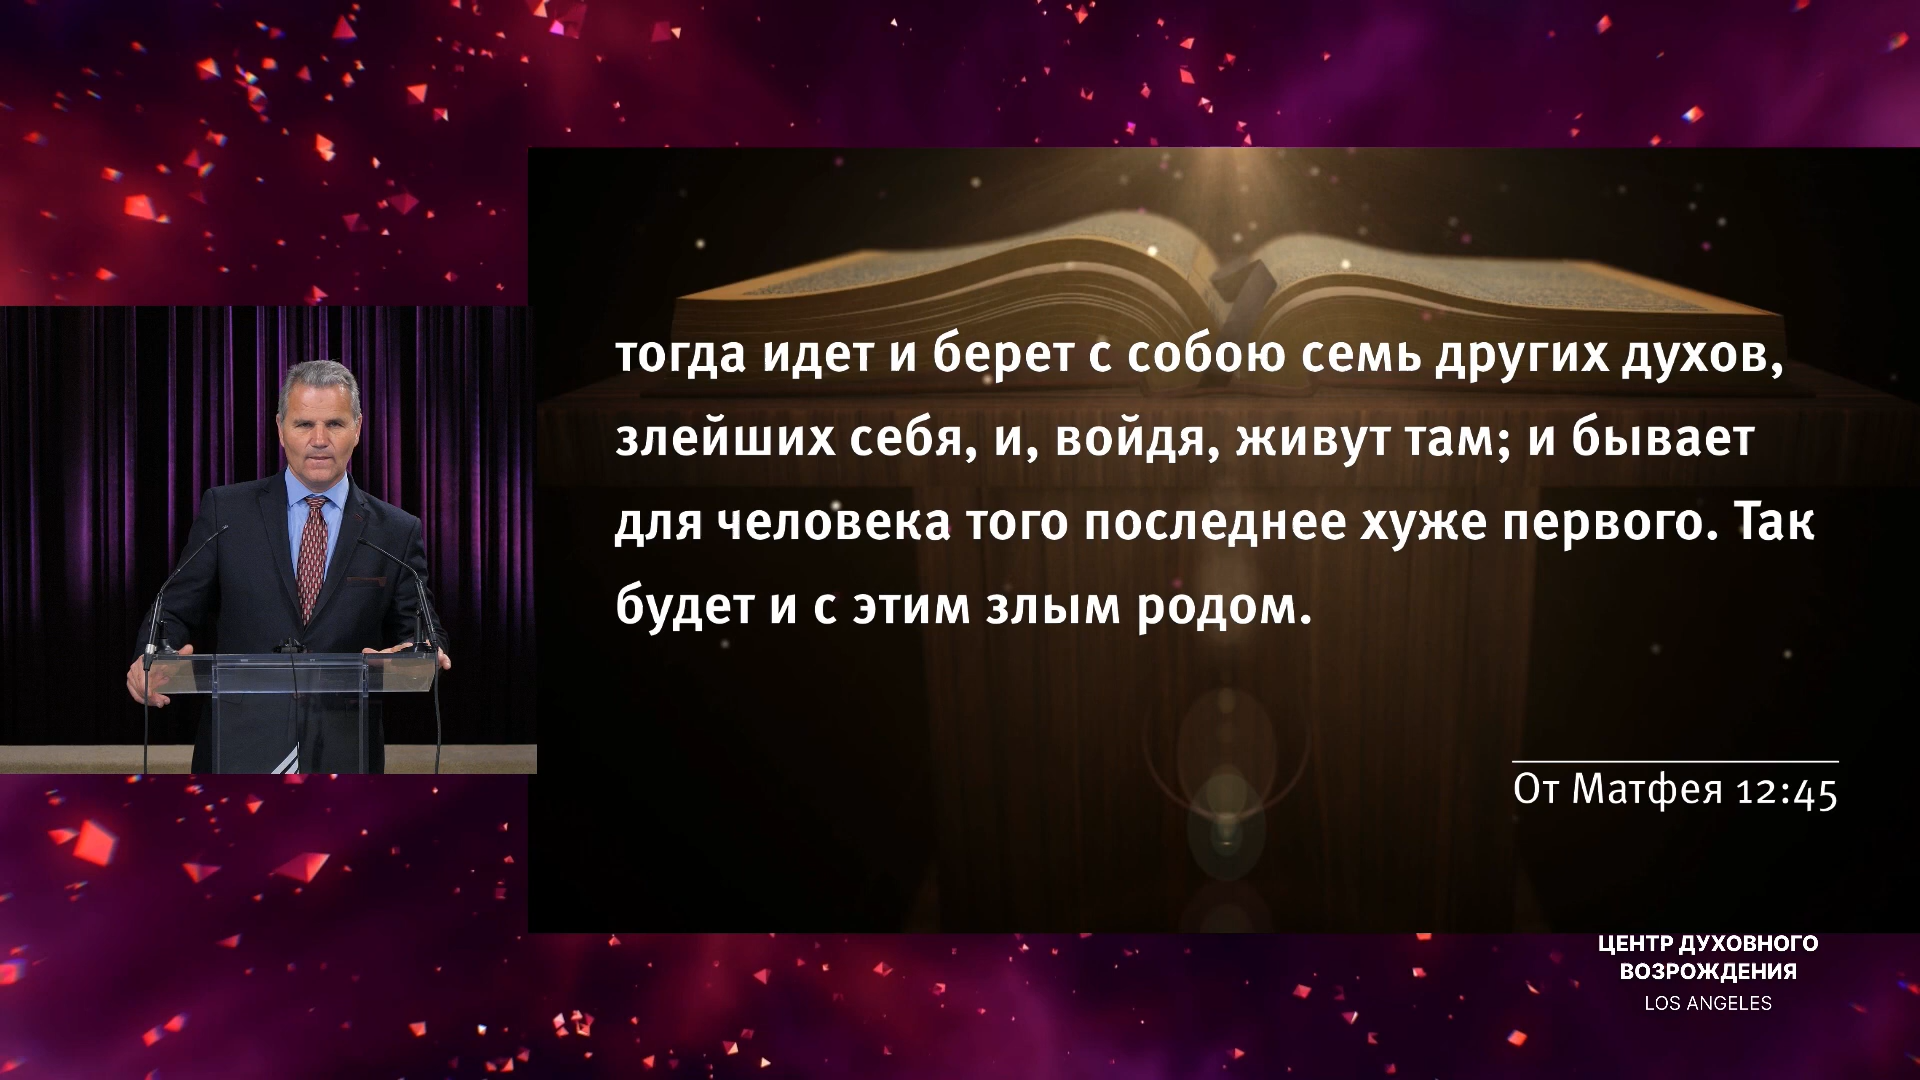 тогда идет и берет с собою семь других духов,
злейших себя, и, войдя, живут там; и бывает
для человека того последнее хуже первого. Так
будет и с этим злым родом.
От Матфея 12:45
ЦЕНТР ДУХОВНОГО
ВОЗРОЖДЕНИЯ
LOS ANGELES